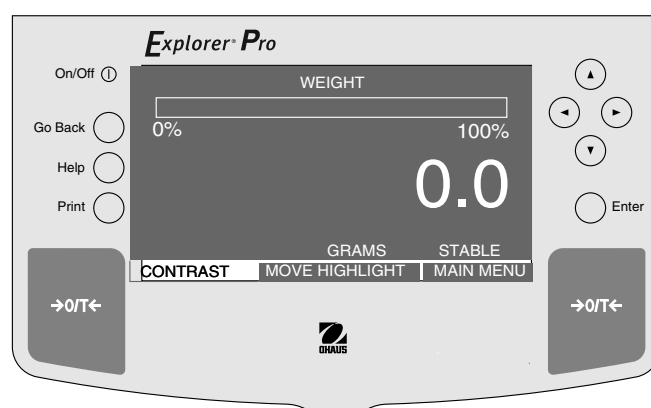 Explorer® Pro
On/Off
WEIGHT
Go Back
0% 100%
Help
0.0
Print
Enter
GRAMS STABLE
CONTRAST MOVE HIGHLIGHT MAIN MENU
→0/T← →0/T←
OHAUS